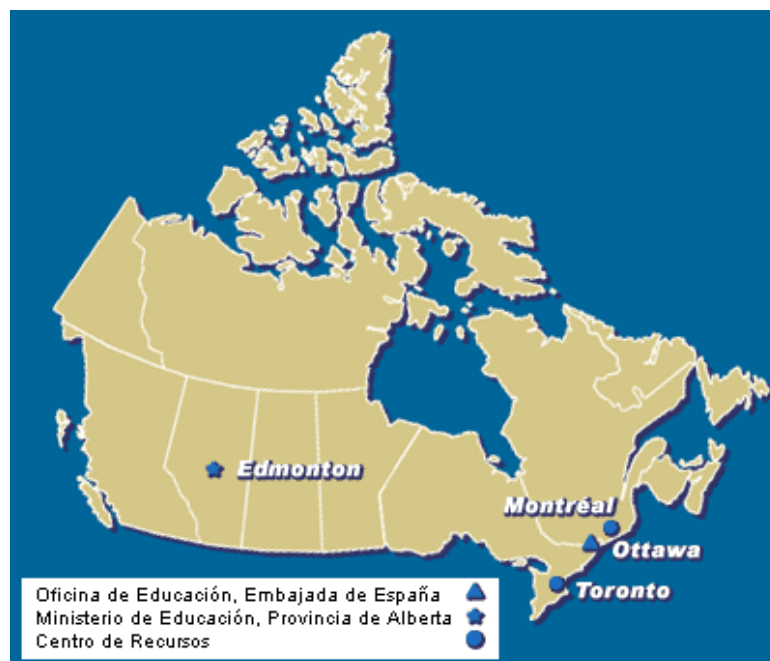 Edmonton
Montréal
Ottawa
Toronto
Oficina de Educación, Embajada de España
Ministerio de Educación, Provincia de Alberta
Centro de Recursos